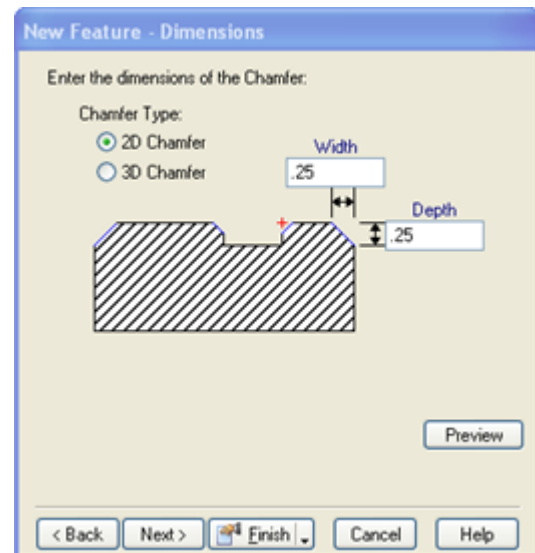 New Feature - Dimensions
Enter the dimensions of the Chamfer:
Chamfer Type:
2D Chamfer
3D Chamfer
Width
.25
Depth
.25
Preview
< Back Next > Finish Cancel Help